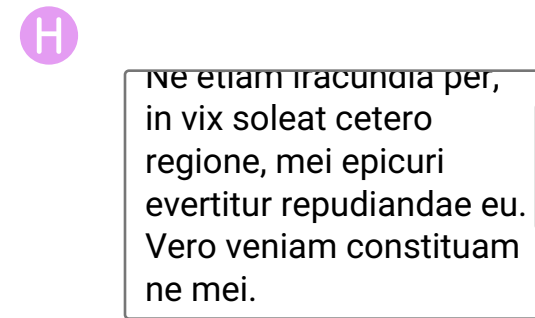 H
Ne etiam iracundia per,
in vix soleat cetero
regione, mei epicuri
evertitur repudiandae eu.
Vero veniam constituam
ne mei.